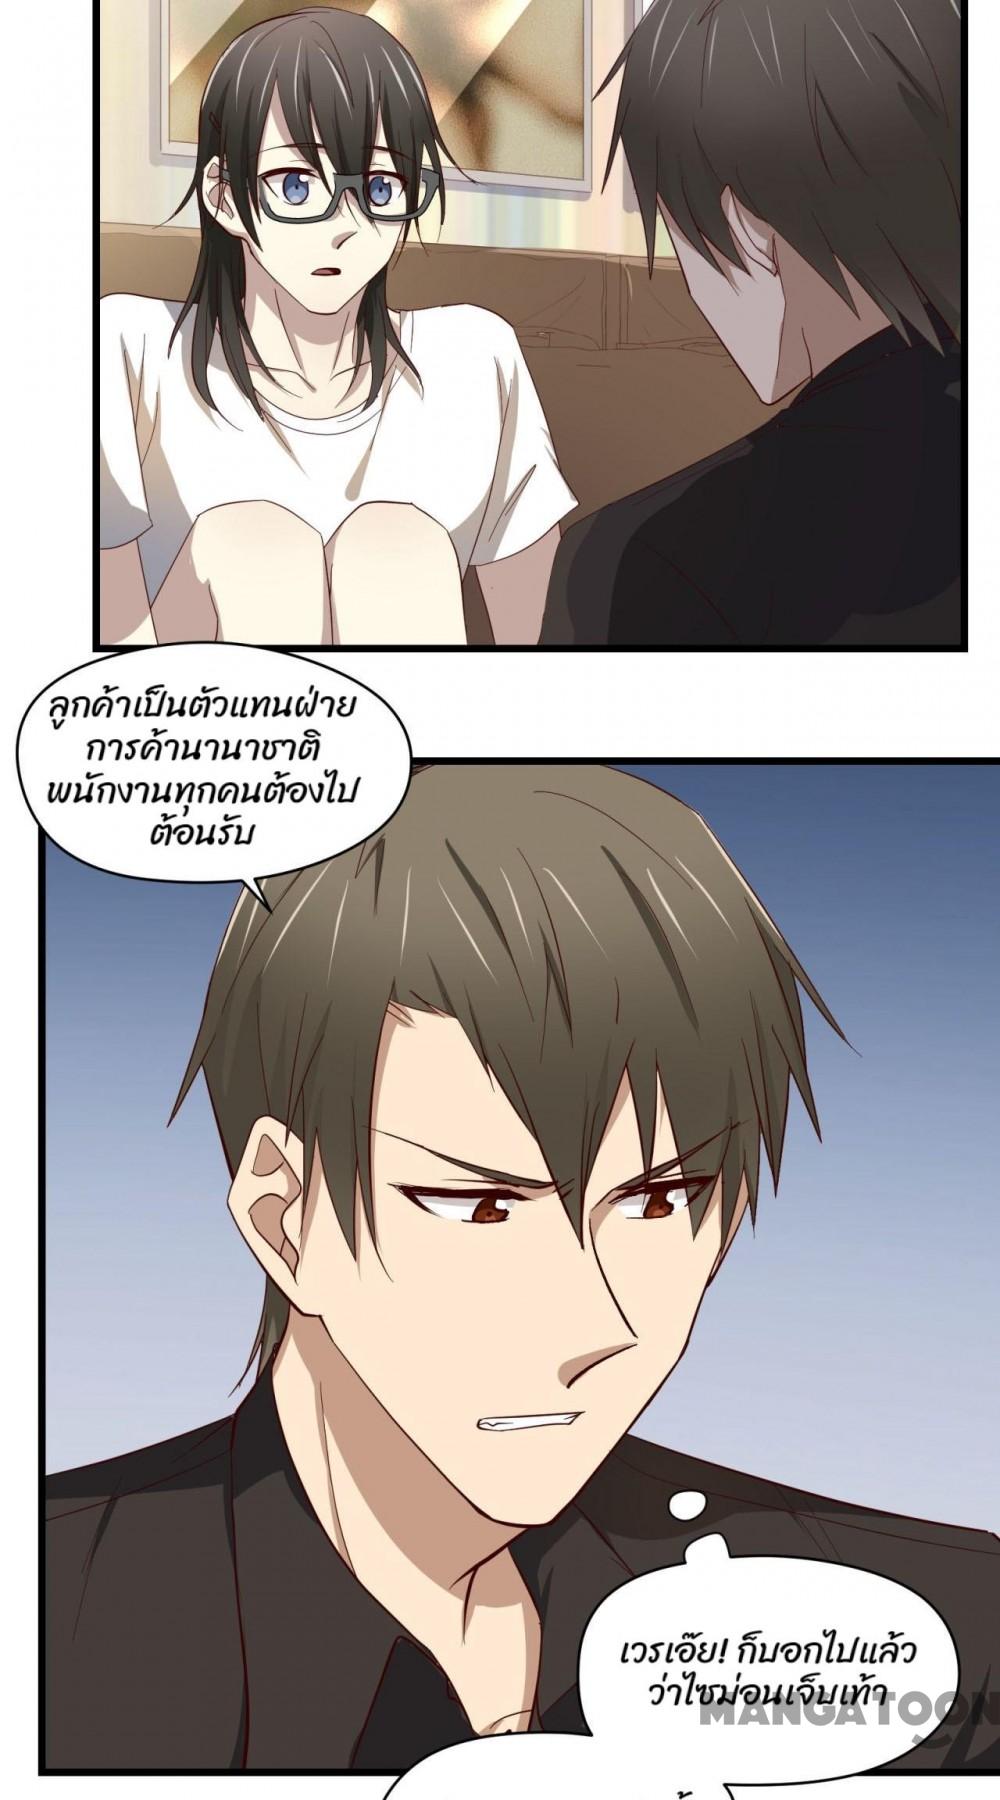 ลูกค้าเป็นตัวแทนฝ่าย
การค้านานาชาติ
พนักงานทุกคนต้องไป
ต้อนรับ
เวรเอ๊ย! ก็บอกไปแล้ว
ว่าไซม่อนเจ็บเท้า
MANGATOON